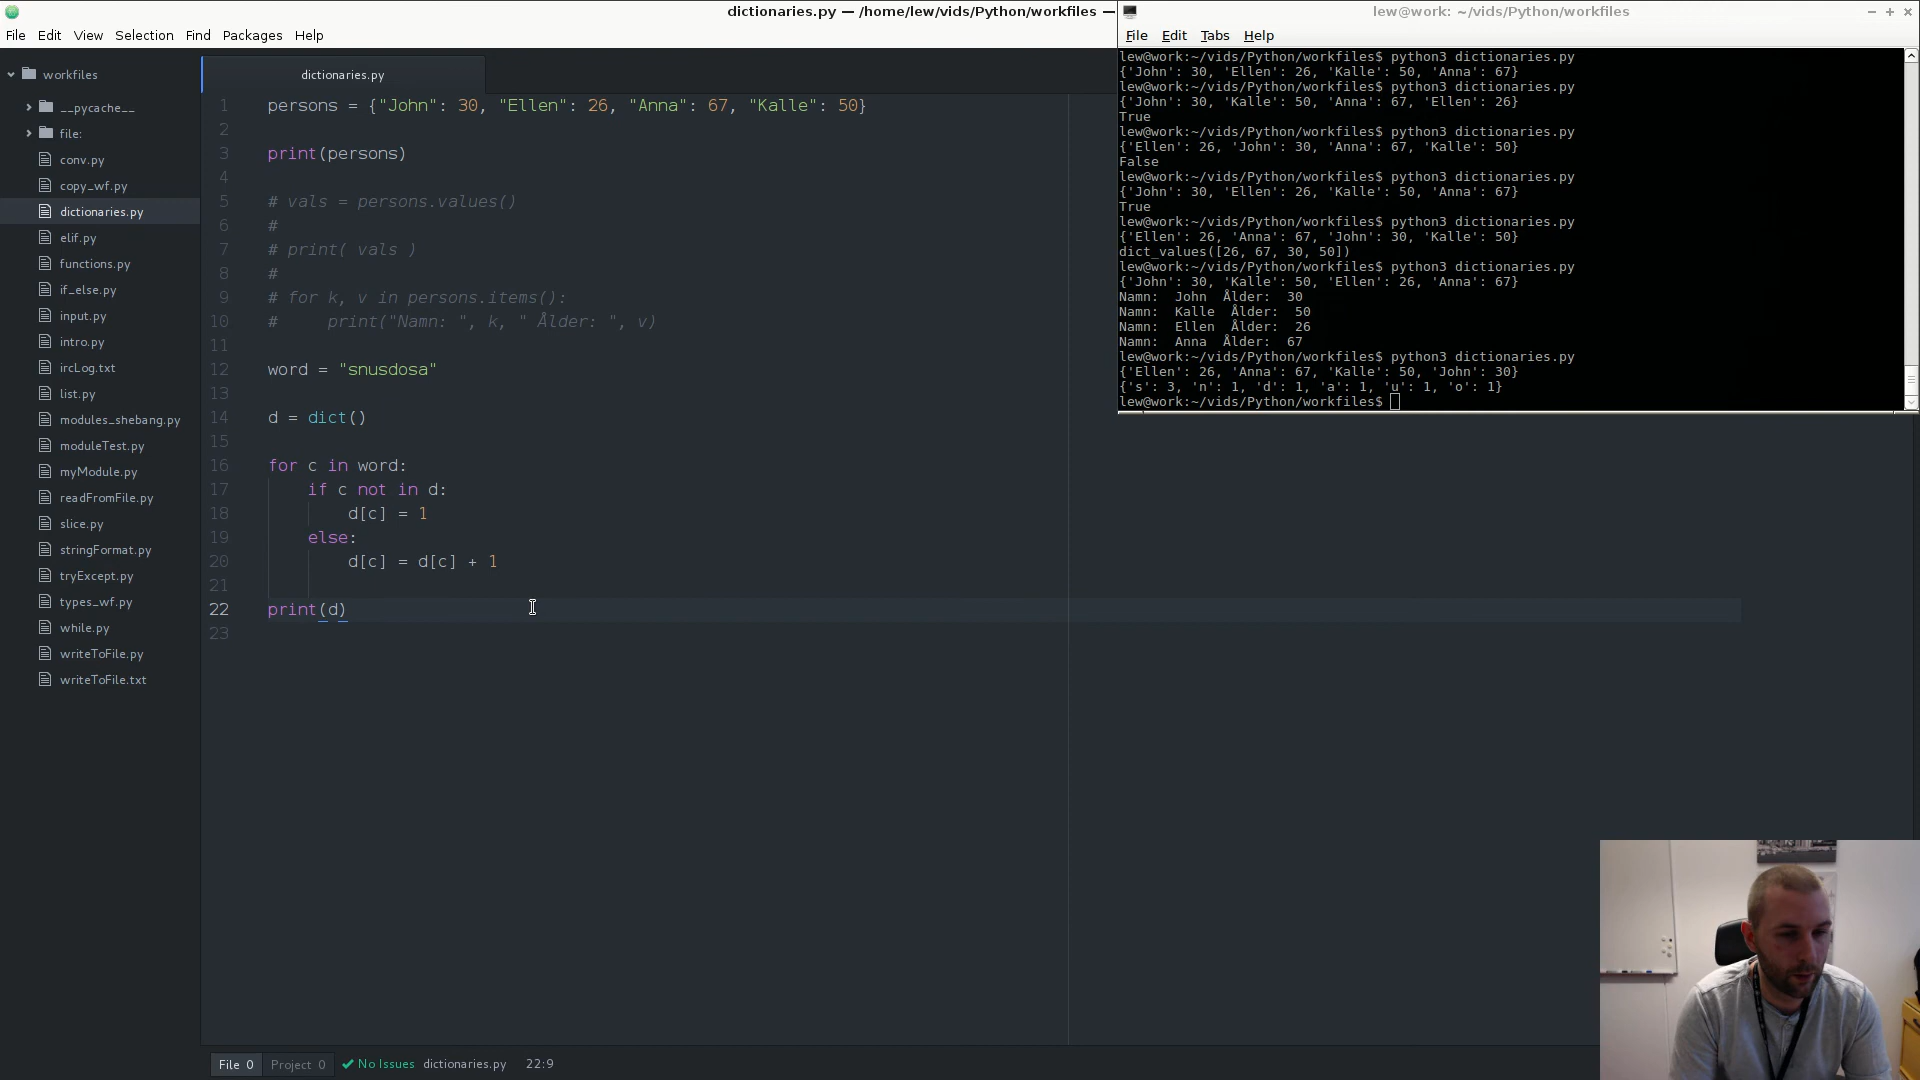 dictionaries.py — /home/lew/vids/Python/workfiles —
File Edit View Selection Find Packages Help
workfiles
__pycache__
file:
conv.py
copy_wf.py
dictionaries.py
elif.py
functions.py
if_else.py
input.py
intro.py
ircLog.txt
list.py
modules_shebang.py
moduleTest.py
myModule.py
readFromFile.py
slice.py
stringFormat.py
tryExcept.py
types_wf.py
while.py
writeToFile.py
writeToFile.txt
dictionaries.py
1 persons = {"John": 30, "Ellen": 26, "Anna": 67, "Kalle": 50}
2
3 print(persons)
4
5 # vals = persons.values()
6 #
7 # print( vals )
8 #
9 # for k, v in persons.items():
10 #     print("Namn: ", k, " Ålder: ", v)
11
12 word = "snusdosa"
13
14 d = dict()
15
16 for c in word:
17     if c not in d:
18         d[c] = 1
19     else:
20         d[c] = d[c] + 1
21
22 print(d)
23
File 0 Project 0 No Issues dictionaries.py 22:9
lew@work: ~/vids/Python/workfiles
File Edit Tabs Help
lew@work:~/vids/Python/workfiles$ python3 dictionaries.py
{'John': 30, 'Ellen': 26, 'Kalle': 50, 'Anna': 67}
lew@work:~/vids/Python/workfiles$ python3 dictionaries.py
{'John': 30, 'Kalle': 50, 'Anna': 67, 'Ellen': 26}
True
lew@work:~/vids/Python/workfiles$ python3 dictionaries.py
{'Ellen': 26, 'John': 30, 'Anna': 67, 'Kalle': 50}
False
lew@work:~/vids/Python/workfiles$ python3 dictionaries.py
{'John': 30, 'Ellen': 26, 'Kalle': 50, 'Anna': 67}
True
lew@work:~/vids/Python/workfiles$ python3 dictionaries.py
{'Ellen': 26, 'Anna': 67, 'John': 30, 'Kalle': 50}
dict_values([26, 67, 30, 50])
lew@work:~/vids/Python/workfiles$ python3 dictionaries.py
{'John': 30, 'Kalle': 50, 'Ellen': 26, 'Anna': 67}
Namn:  John  Ålder:  30
Namn:  Kalle  Ålder:  50
Namn:  Ellen  Ålder:  26
Namn:  Anna  Ålder:  67
lew@work:~/vids/Python/workfiles$ python3 dictionaries.py
{'Ellen': 26, 'Anna': 67, 'Kalle': 50, 'John': 30}
{'s': 3, 'n': 1, 'd': 1, 'a': 1, 'u': 1, 'o': 1}
lew@work:~/vids/Python/workfiles$